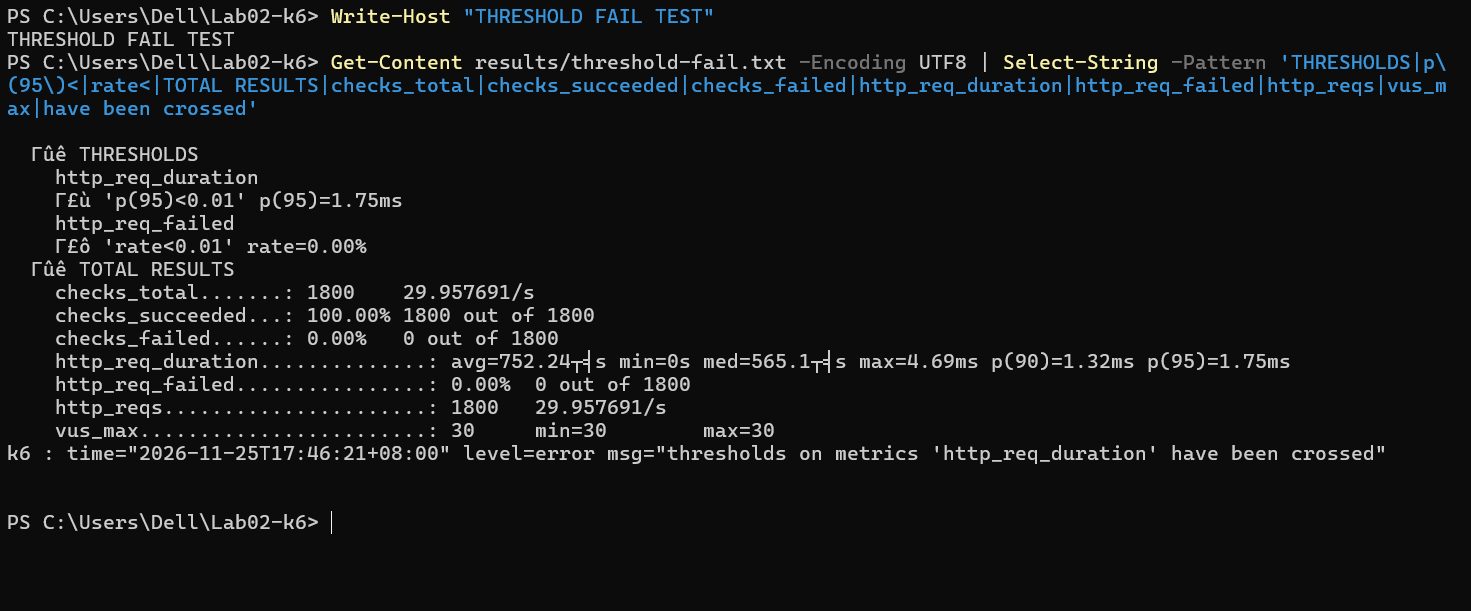 PS C:\Users\Dell\Lab02-k6> Write-Host "THRESHOLD FAIL TEST"
THRESHOLD FAIL TEST
PS C:\Users\Dell\Lab02-k6> Get-Content results/threshold-fail.txt -Encoding UTF8 | Select-String -Pattern 'THRESHOLDS|p\
(95\)<|rate<|TOTAL RESULTS|checks_total|checks_succeeded|checks_failed|http_req_duration|http_req_failed|http_reqs|vus_m
ax|have been crossed'
Γûê THRESHOLDS
http_req_duration
Γ£ù 'p(95)<0.01' p(95)=1.75ms
http_req_failed
Γ£ô 'rate<0.01' rate=0.00%
Γûê TOTAL RESULTS
checks_total.......: 1800    29.957691/s
checks_succeeded...: 100.00% 1800 out of 1800
checks_failed......: 0.00%   0 out of 1800
http_req_duration..............: avg=752.24┬╡s min=0s med=565.1┬╡s max=4.69ms p(90)=1.32ms p(95)=1.75ms
http_req_failed................: 0.00%  0 out of 1800
http_reqs......................: 1800   29.957691/s
vus_max........................: 30     min=30        max=30
k6 : time="2026-11-25T17:46:21+08:00" level=error msg="thresholds on metrics 'http_req_duration' have been crossed"
PS C:\Users\Dell\Lab02-k6>